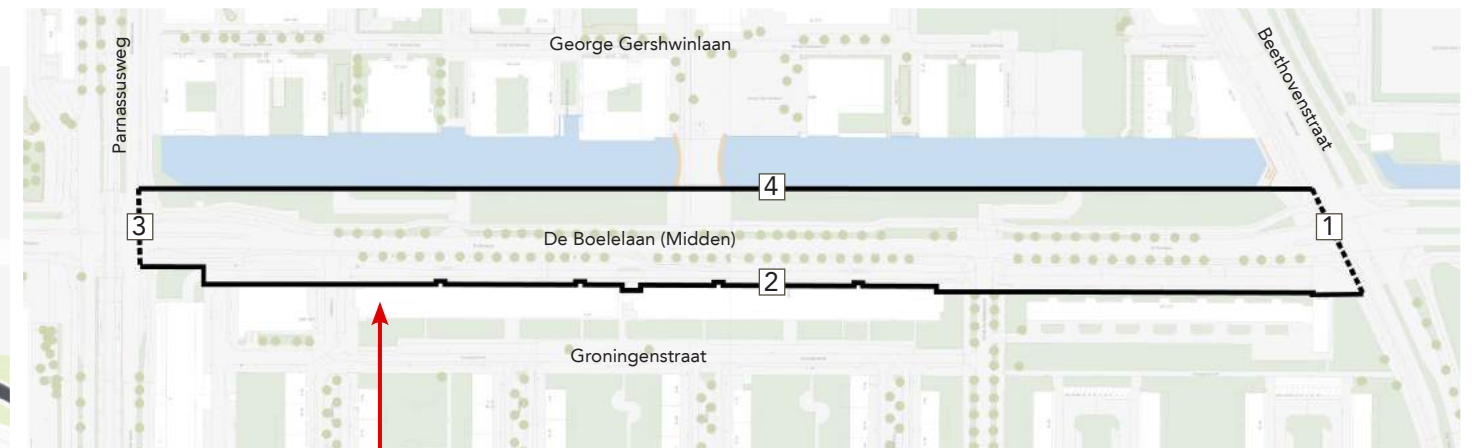 George Gershwinlaan
Parnassusweg
Beethovenstraat
4
3
1
De Boelelaan (Midden)
2
Groningenstraat